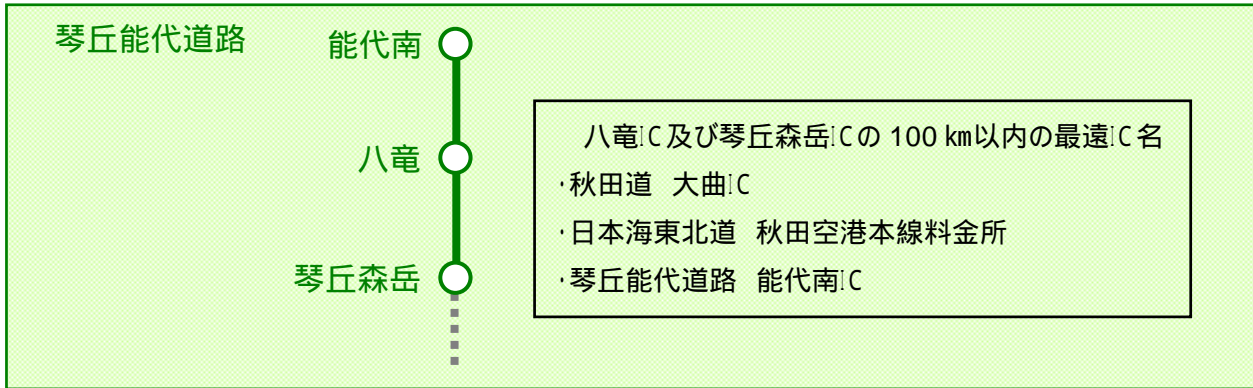 琴丘能代道路
能代南
八竜
琴丘森岳
八竜IC及び琴丘森岳ICの100㎞以内の最遠IC名
・秋田道 大曲IC
・日本海東北道 秋田空港本線料金所
・琴丘能代道路 能代南IC